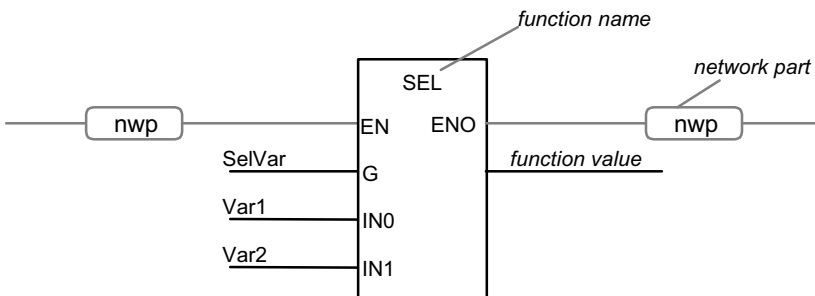 function name
SEL
network part
nwp
EN
ENO
nwp
SelVar
G
function value
Var1
IN0
Var2
IN1